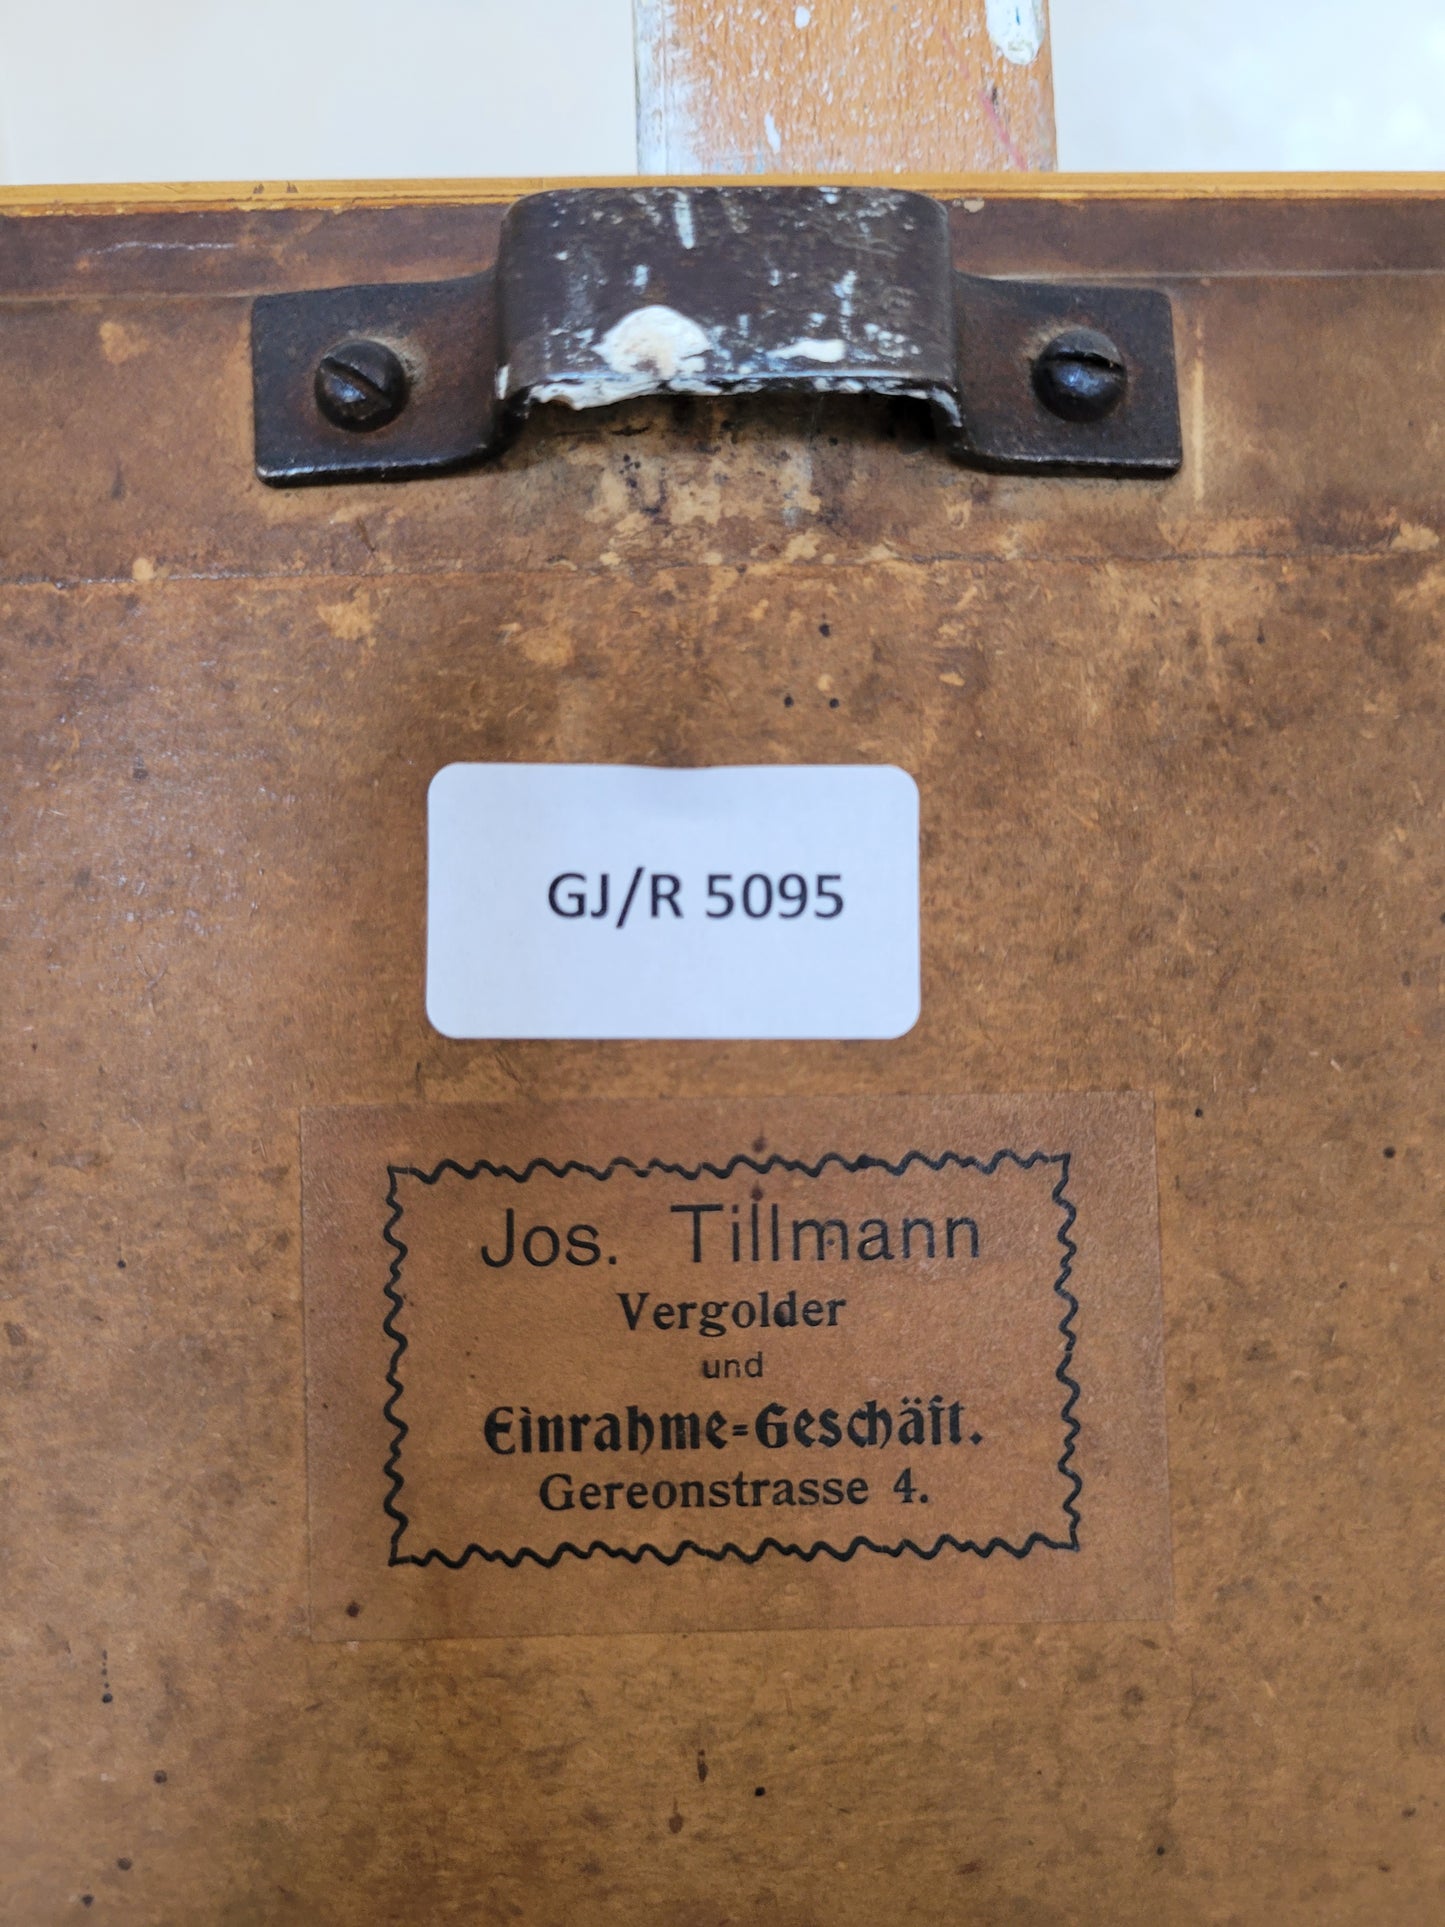 GJ/R 5095
Jos. Tillmann
Vergolder
und
Einrahme=Geschäft.
Gereonstrasse 4.